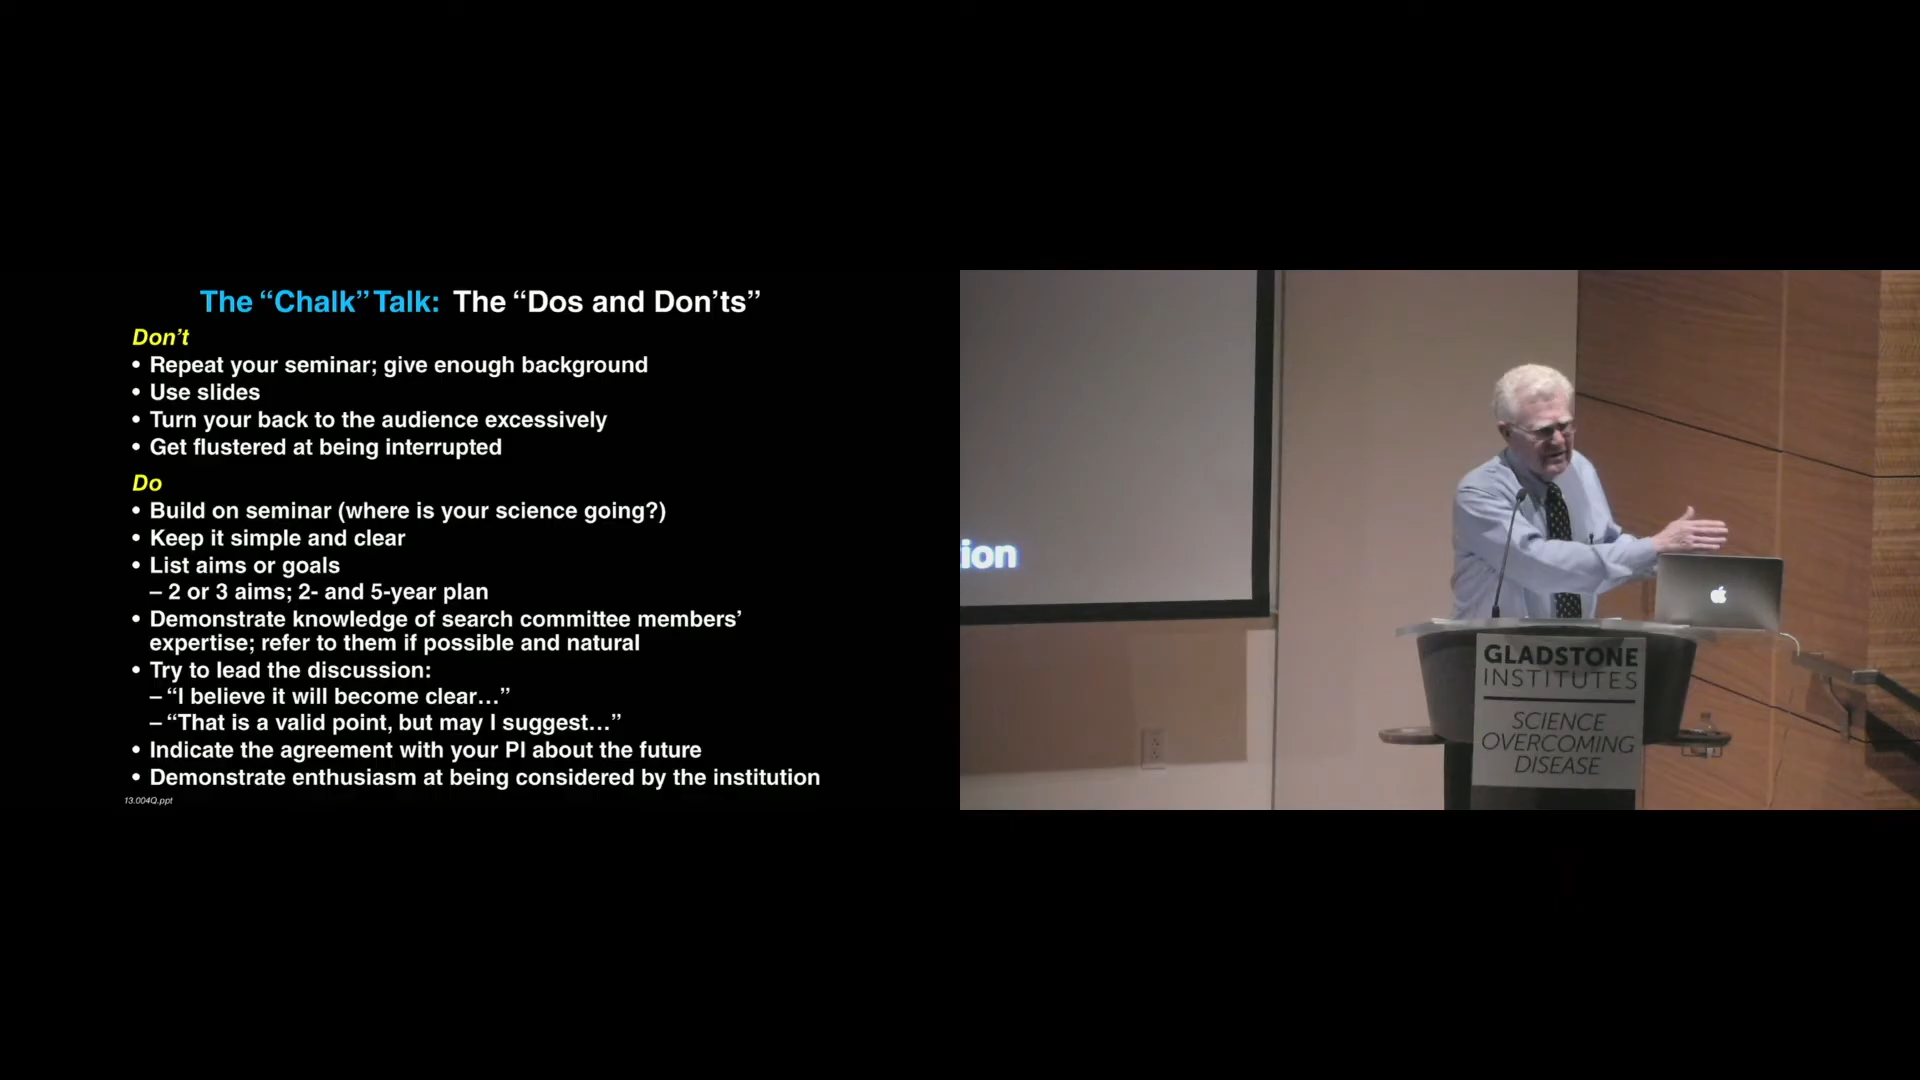 The “Chalk” Talk: The “Dos and Don’ts”
Don’t
• Repeat your seminar; give enough background
• Use slides
• Turn your back to the audience excessively
• Get flustered at being interrupted
Do
• Build on seminar (where is your science going?)
• Keep it simple and clear
• List aims or goals
– 2 or 3 aims; 2- and 5-year plan
• Demonstrate knowledge of search committee members’
expertise; refer to them if possible and natural
• Try to lead the discussion:
– “I believe it will become clear…”
– “That is a valid point, but may I suggest…”
• Indicate the agreement with your PI about the future
• Demonstrate enthusiasm at being considered by the institution
13.004Q.ppt
tion
GLADSTONE
INSTITUTES
SCIENCE
OVERCOMING
DISEASE